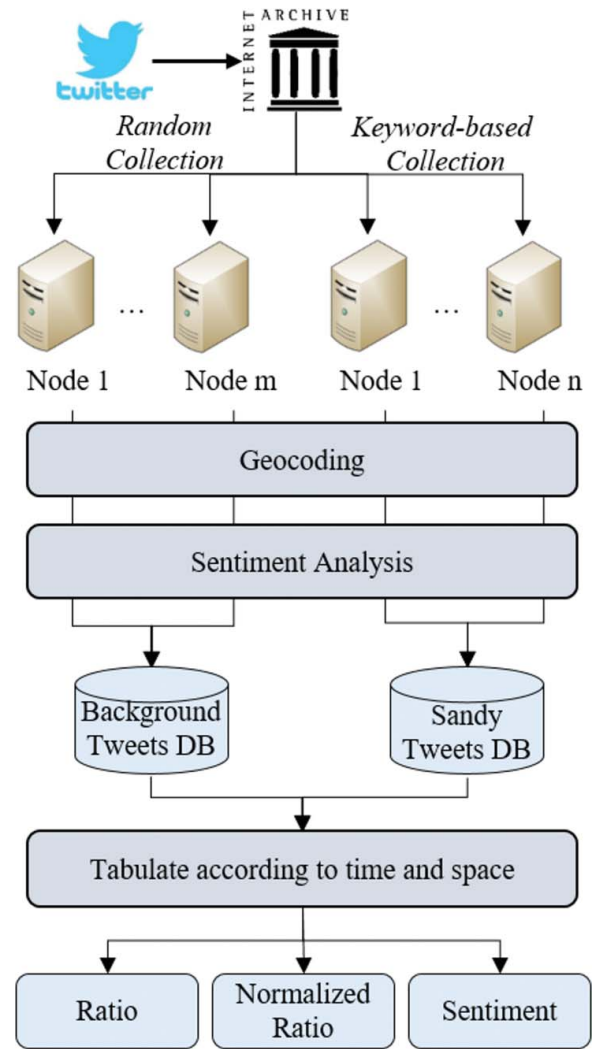 ARCHIVE
INTERNET
twitter
Random
Collection
Keyword-based
Collection
... ...
Node 1 Node m Node 1 Node n
Geocoding
Sentiment Analysis
Background
Tweets DB
Sandy
Tweets DB
Tabulate according to time and space
Ratio
Normalized
Ratio
Sentiment